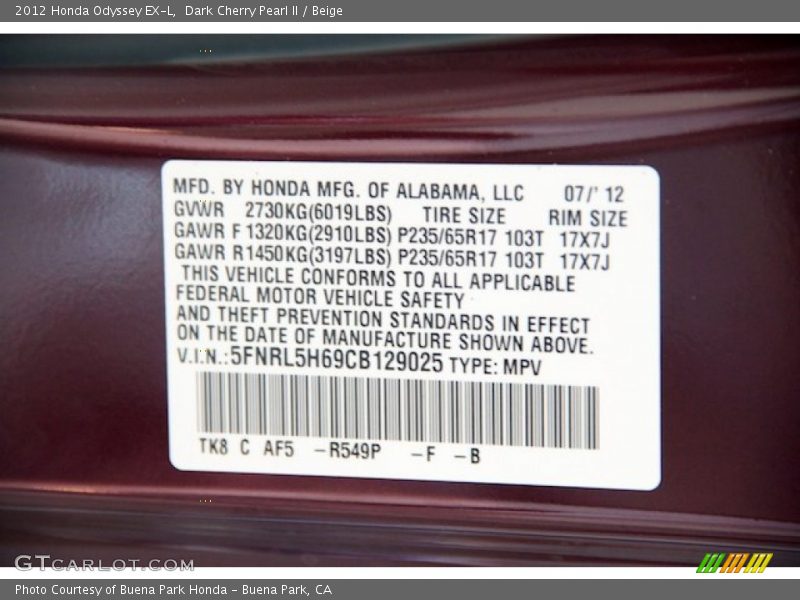 2012 Honda Odyssey EX-L, Dark Cherry Pearl II / Beige
MFD. BY HONDA MFG. OF ALABAMA, LLC 07/' 12
GVWR 2730KG(6019LBS) TIRE SIZE RIM SIZE
GAWR F 1320KG(2910LBS) P235/65R17 103T 17X7J
GAWR R1450KG(3197LBS) P235/65R17 103T 17X7J
THIS VEHICLE CONFORMS TO ALL APPLICABLE
FEDERAL MOTOR VEHICLE SAFETY
AND THEFT PREVENTION STANDARDS IN EFFECT
ON THE DATE OF MANUFACTURE SHOWN ABOVE.
V.I.N.:5FNRL5H69CB129025 TYPE: MPV
TK8 C AF5 -R549P -F -B
GTCARLOT.COM
Photo Courtesy of Buena Park Honda - Buena Park, CA